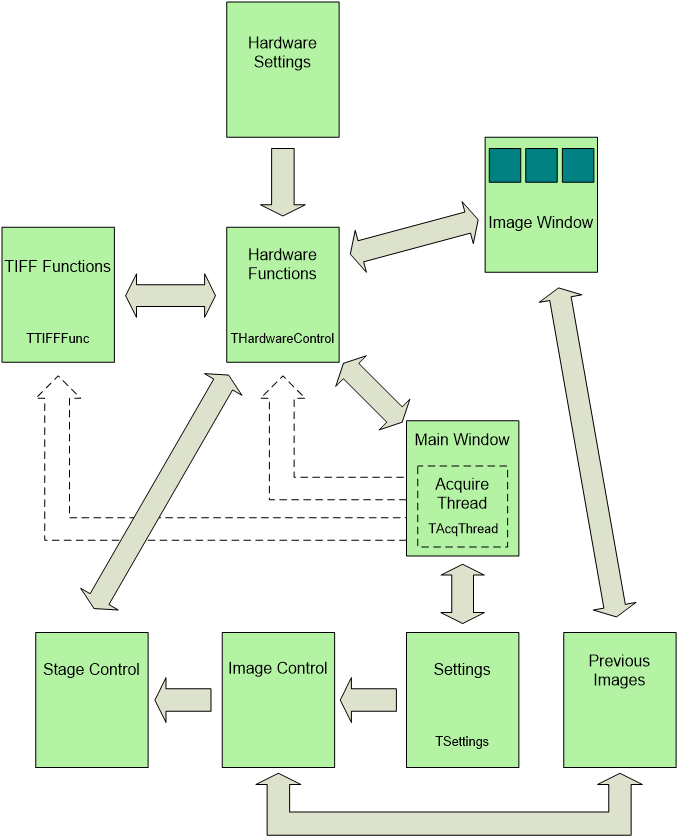 Hardware
Settings
Image Window
TIFF Functions
TTIFFFunc
Hardware
Functions
THardwareControl
Main Window
Acquire
Thread
TAcqThread
Stage Control
Image Control
Settings
TSettings
Previous
Images